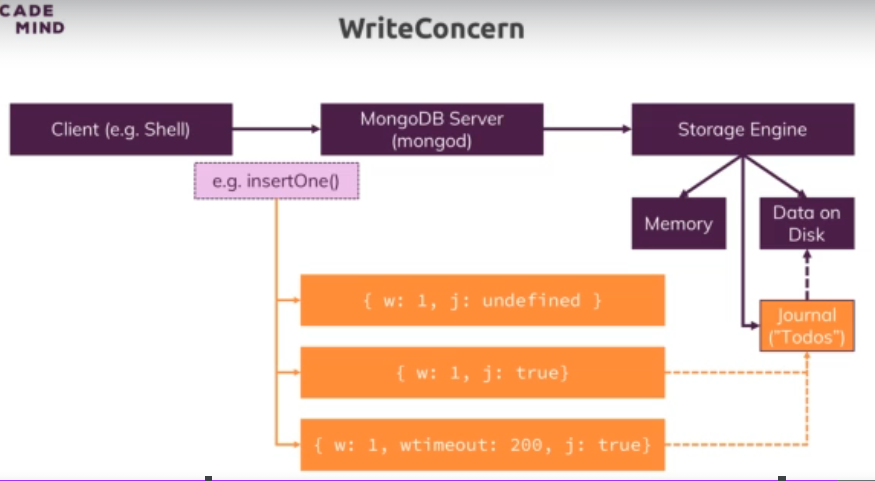 CADE
MIND
WriteConcern
Client (e.g. Shell)
MongoDB Server
(mongod)
Storage Engine
e.g. insertOne()
Memory
Data on
Disk
{ w: 1, j: undefined }
Journal
("Todos")
{ w: 1, j: true}
{ w: 1, wtimeout: 200, j: true}